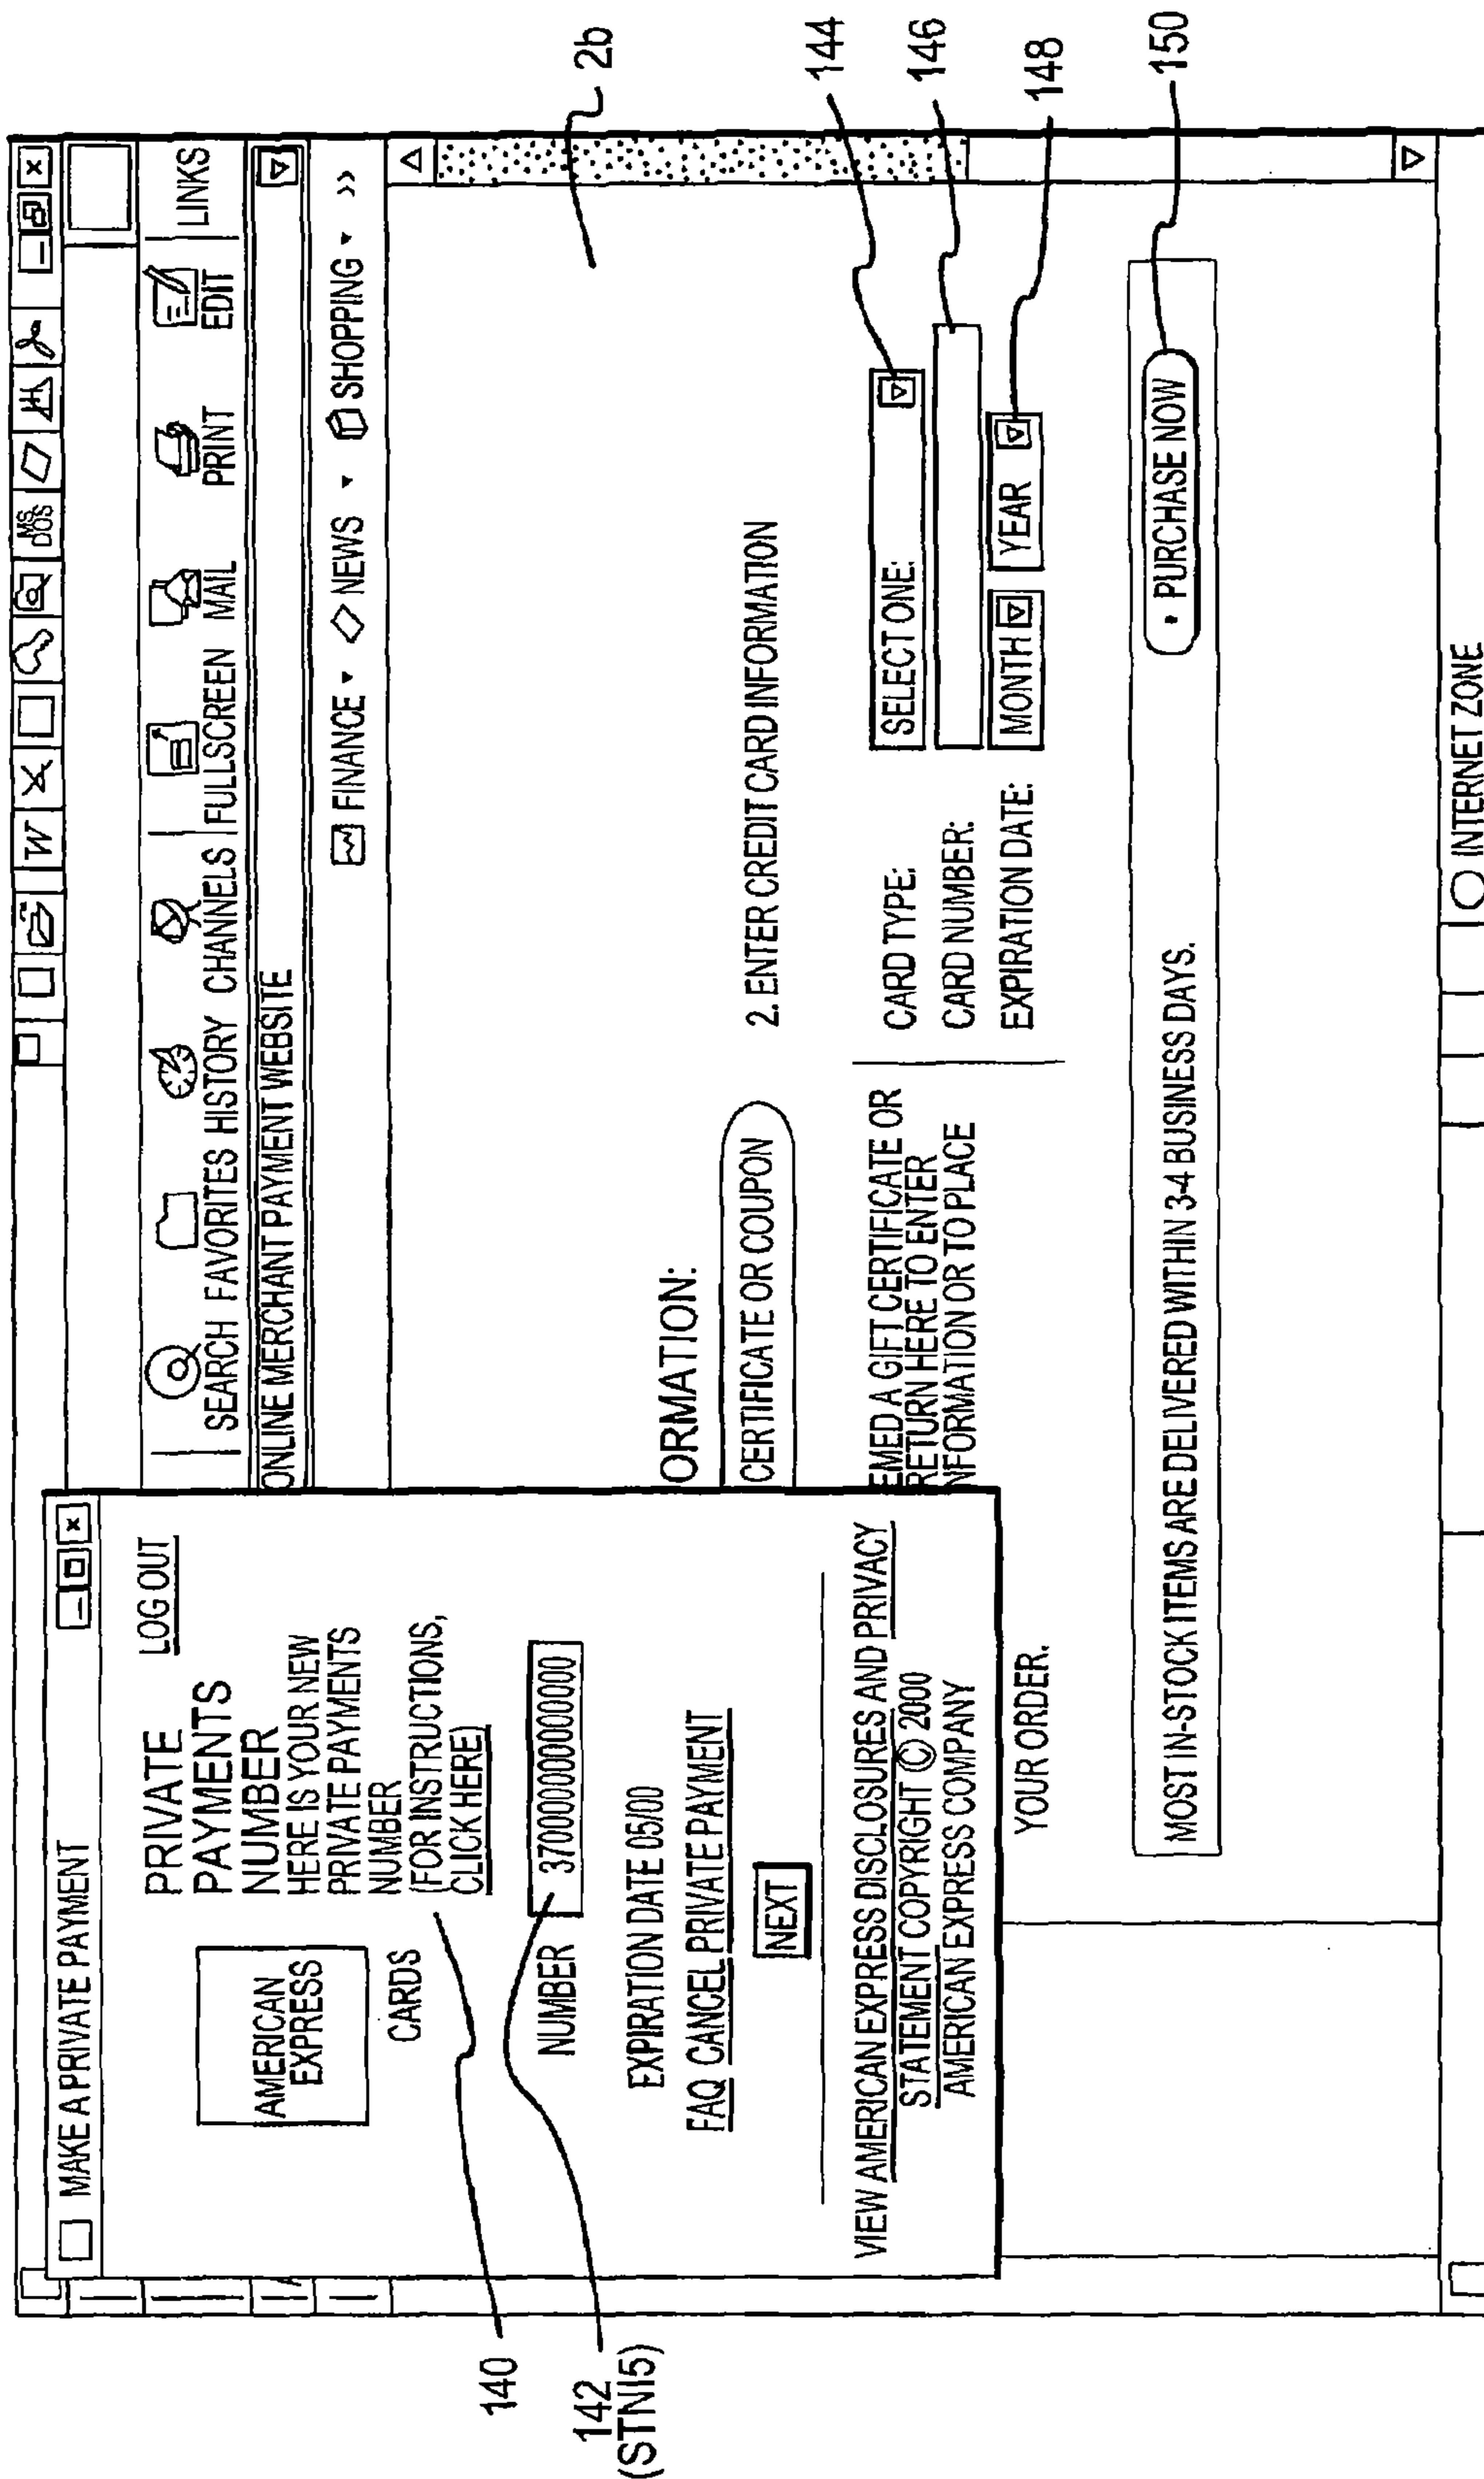 MS
DOS
W
MAKE A PRIVATE PAYMENT
SEARCH FAVORITES HISTORY CHANNELS FULLSCREEN MAIL PRINT EDIT LINKS
ONLINE MERCHANT PAYMENT WEBSITE
FINANCE NEWS SHOPPING >>
LOG OUT
AMERICAN
EXPRESS
CARDS
PRIVATE
PAYMENTS
NUMBER
HERE IS YOUR NEW
PRIVATE PAYMENTS
NUMBER
(FOR INSTRUCTIONS,
CLICK HERE)
NUMBER 370000000000000
EXPIRATION DATE 05/00
FAQ CANCEL PRIVATE PAYMENT
NEXT
VIEW AMERICAN EXPRESS DISCLOSURES AND PRIVACY
STATEMENT COPYRIGHT © 2000
AMERICAN EXPRESS COMPANY
ORMATION:
CERTIFICATE OR COUPON
EMED A GIFT CERTIFICATE OR
RETURN HERE TO ENTER
NFORMATION OR TO PLACE
YOUR ORDER.
2. ENTER CREDIT CARD INFORMATION
CARD TYPE: SELECT ONE:
CARD NUMBER:
EXPIRATION DATE: MONTH YEAR
MOST IN-STOCK ITEMS ARE DELIVERED WITHIN 3-4 BUSINESS DAYS. • PURCHASE NOW
INTERNET ZONE
140
142
(STNI5)
2b
144
146
148
150